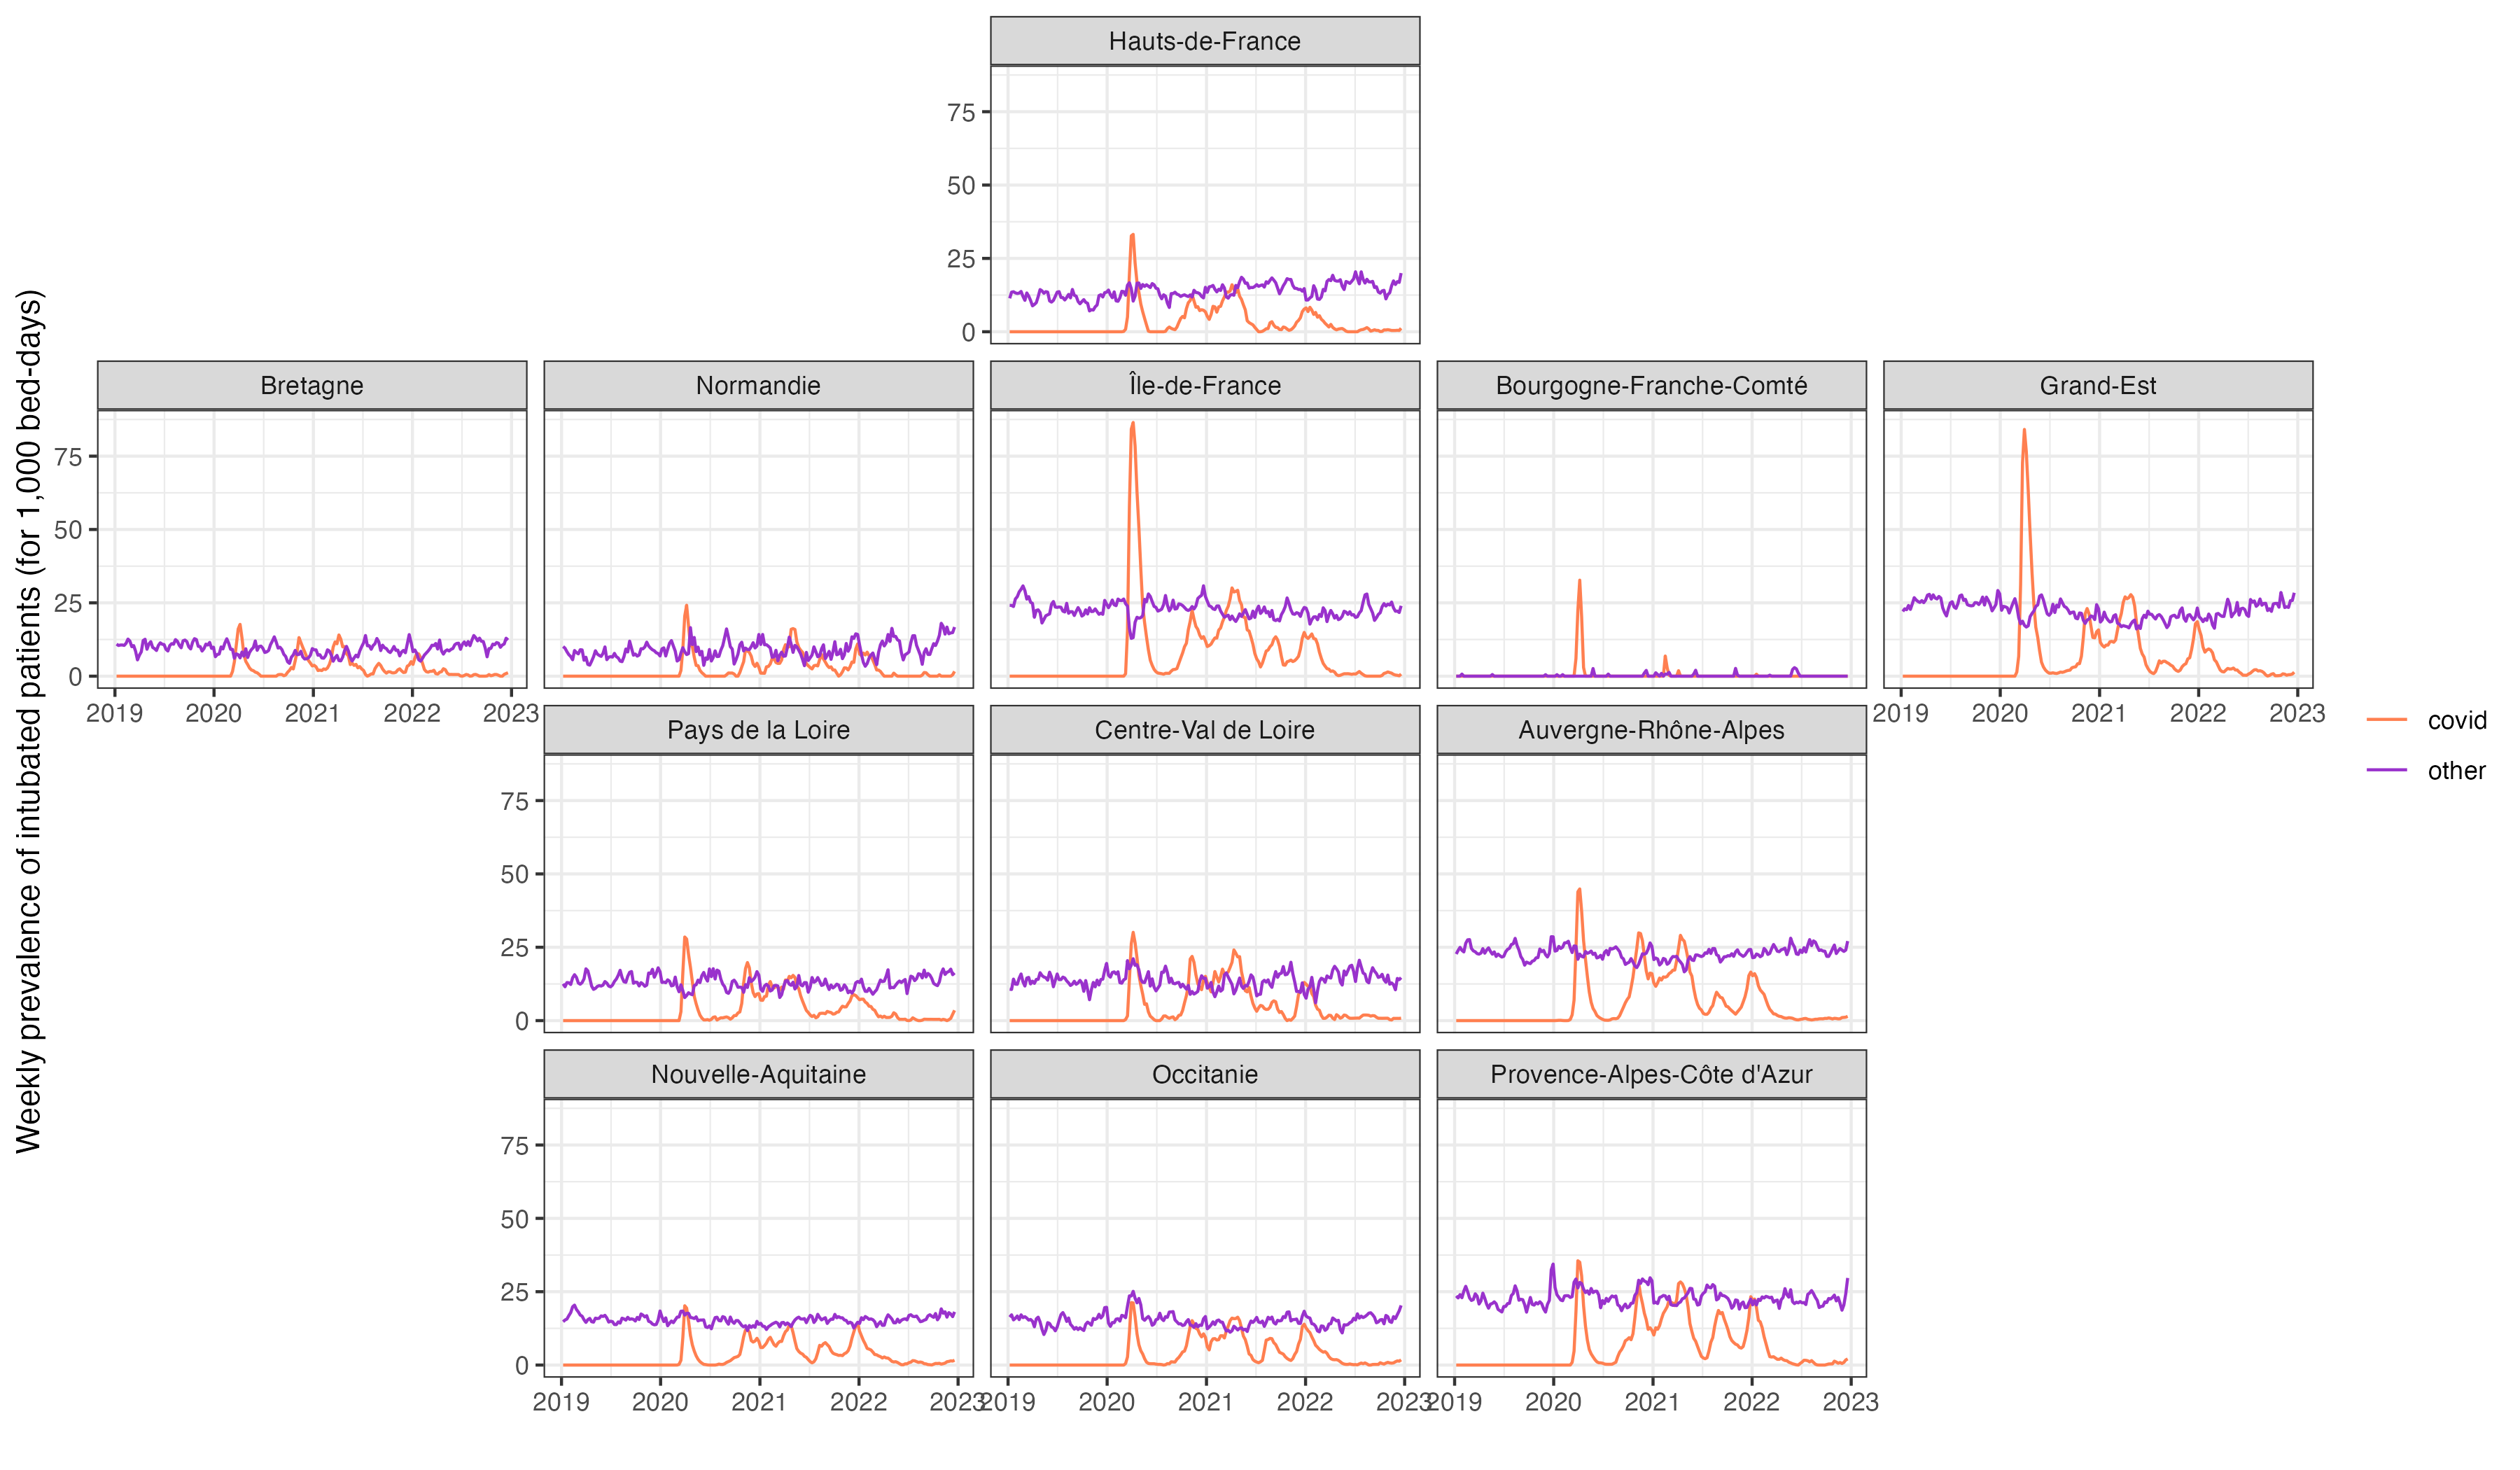 Weekly prevalence of intubated patients (for 1,000 bed-days)
Hauts-de-France
75
50
25
0
Bretagne
Normandie
Île-de-France
Bourgogne-Franche-Comté
Grand-Est
75
50
25
0
2019 2020 2021 2022 2023
2019 2020 2021 2022 2023
Pays de la Loire
Centre-Val de Loire
Auvergne-Rhône-Alpes
75
50
25
0
covid
other
Nouvelle-Aquitaine
Occitanie
Provence-Alpes-Côte d'Azur
75
50
25
0
2019 2020 2021 2022 2023
2019 2020 2021 2022 2023
2019 2020 2021 2022 2023